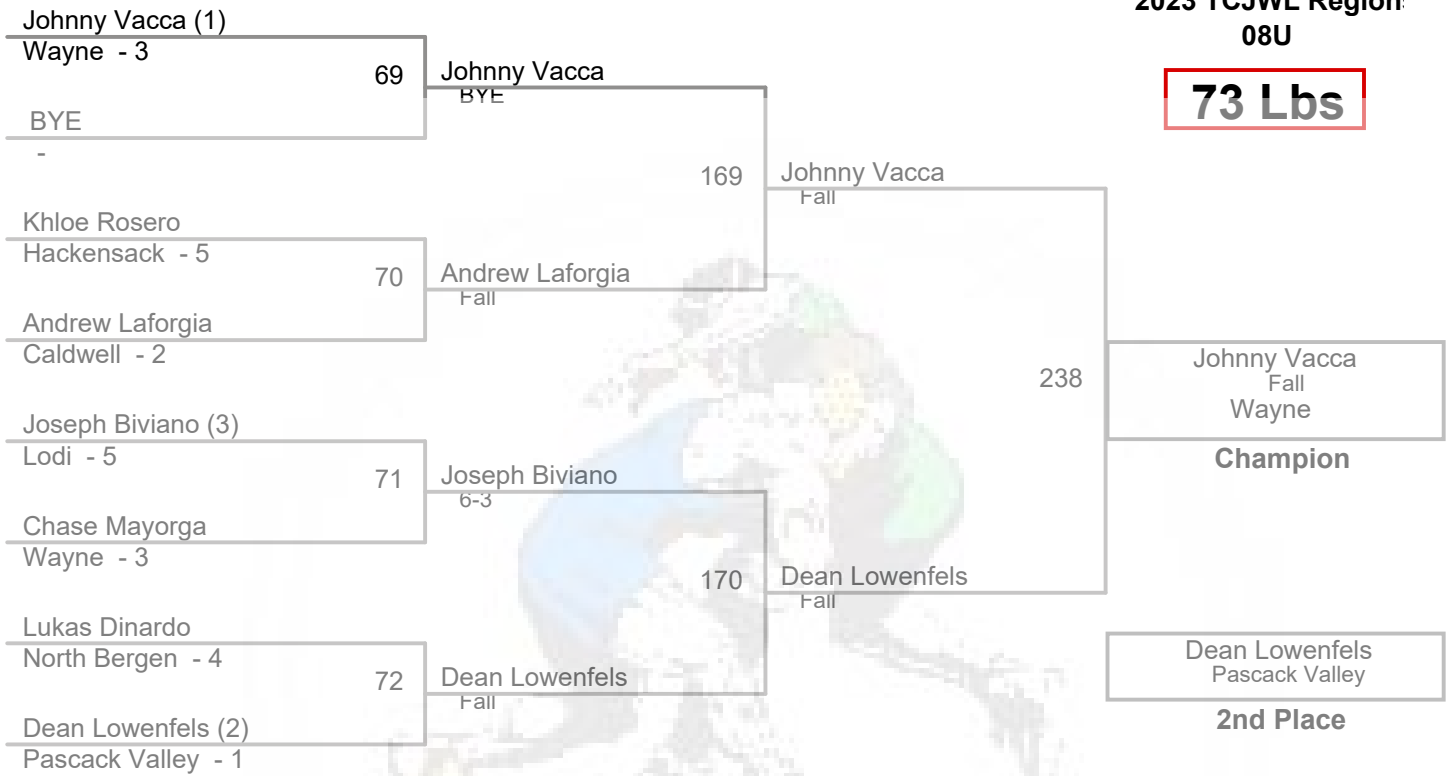 2023 TCJWL Region
08U
73 Lbs
Johnny Vacca (1)
Wayne - 3
69
Johnny Vacca
BYE
BYE
-
169
Johnny Vacca
Fall
Khloe Rosero
Hackensack - 5
70
Andrew Laforgia
Fall
Andrew Laforgia
Caldwell - 2
238
Johnny Vacca
Fall
Wayne
Champion
Joseph Biviano (3)
Lodi - 5
71
Joseph Biviano
6-3
Chase Mayorga
Wayne - 3
170
Dean Lowenfels
Fall
Lukas Dinardo
North Bergen - 4
72
Dean Lowenfels
Fall
Dean Lowenfels (2)
Pascack Valley - 1
Dean Lowenfels
Pascack Valley
2nd Place